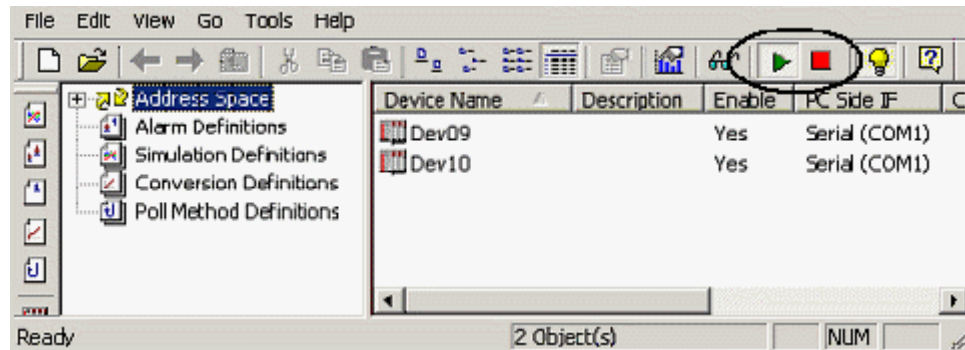 File Edit View Go Tools Help
Address Space
Alarm Definitions
Simulation Definitions
Conversion Definitions
Poll Method Definitions
Device Name Description Enable PC Side IF C
Dev09 Yes Serial (COM1)
Dev10 Yes Serial (COM1)
Ready 2 Object(s) NUM